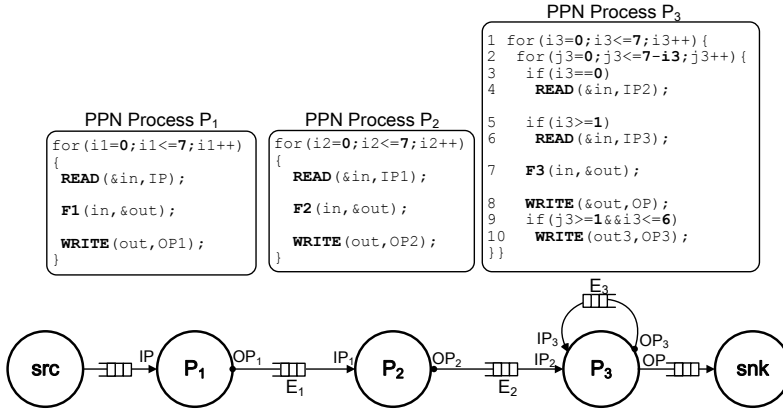 PPN Process P3
1 for(i3=0;i3<=7;i3++){
2 for(j3=0;j3<=7-i3;j3++){
3 if(i3==0)
4 READ(&in,IP2);
5 if(i3>=1)
6 READ(&in,IP3);
7 F3(in,&out);
8 WRITE(&out,OP);
9 if(j3>=1&&i3<=6)
10 WRITE(out3,OP3);
}}
PPN Process P1
for(i1=0;i1<=7;i1++)
{
READ(&in,IP);
F1(in,&out);
WRITE(out,OP1);
}
PPN Process P2
for(i2=0;i2<=7;i2++)
{
READ(&in,IP1);
F2(in,&out);
WRITE(out,OP2);
}
E3
IP3 OP3
src IP P1 OP1 E1 IP1 P2 OP2 E2 IP2 P3 OP snk